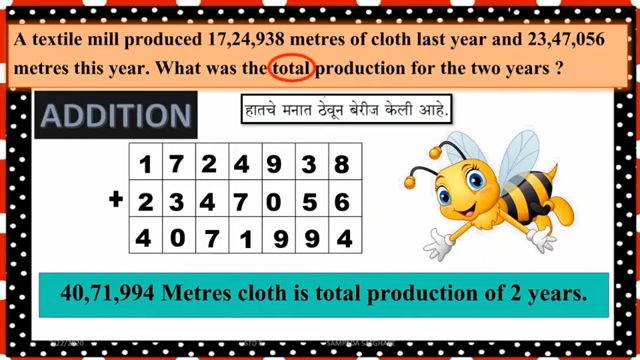 A textile mill produced 17,24,938 metres of cloth last year and 23,47,056
metres this year. What was the total production for the two years ?
ADDITION
हातचे मनात ठेवून बेरीज केली आहे.
1 7 2 4 9 3 8
+ 2 3 4 7 0 5 6
4 0 7 1 9 9 4
40,71,994 Metres cloth is total production of 2 years.